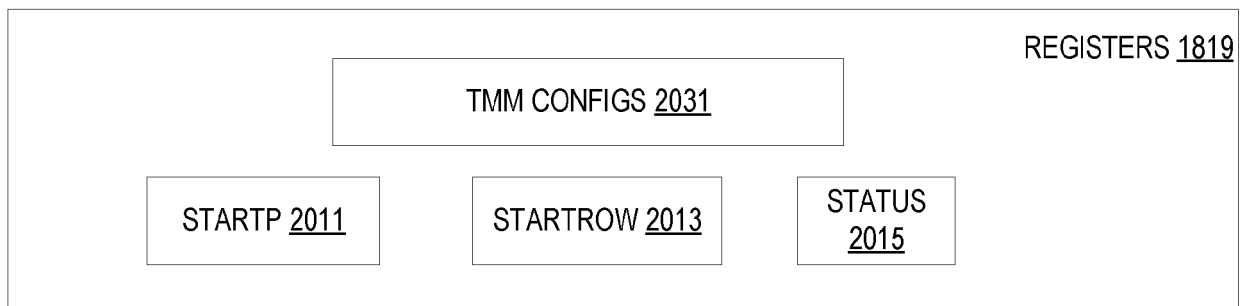 REGISTERS 1819
TMM CONFIGS 2031
STARTP 2011
STARTROW 2013
STATUS
2015